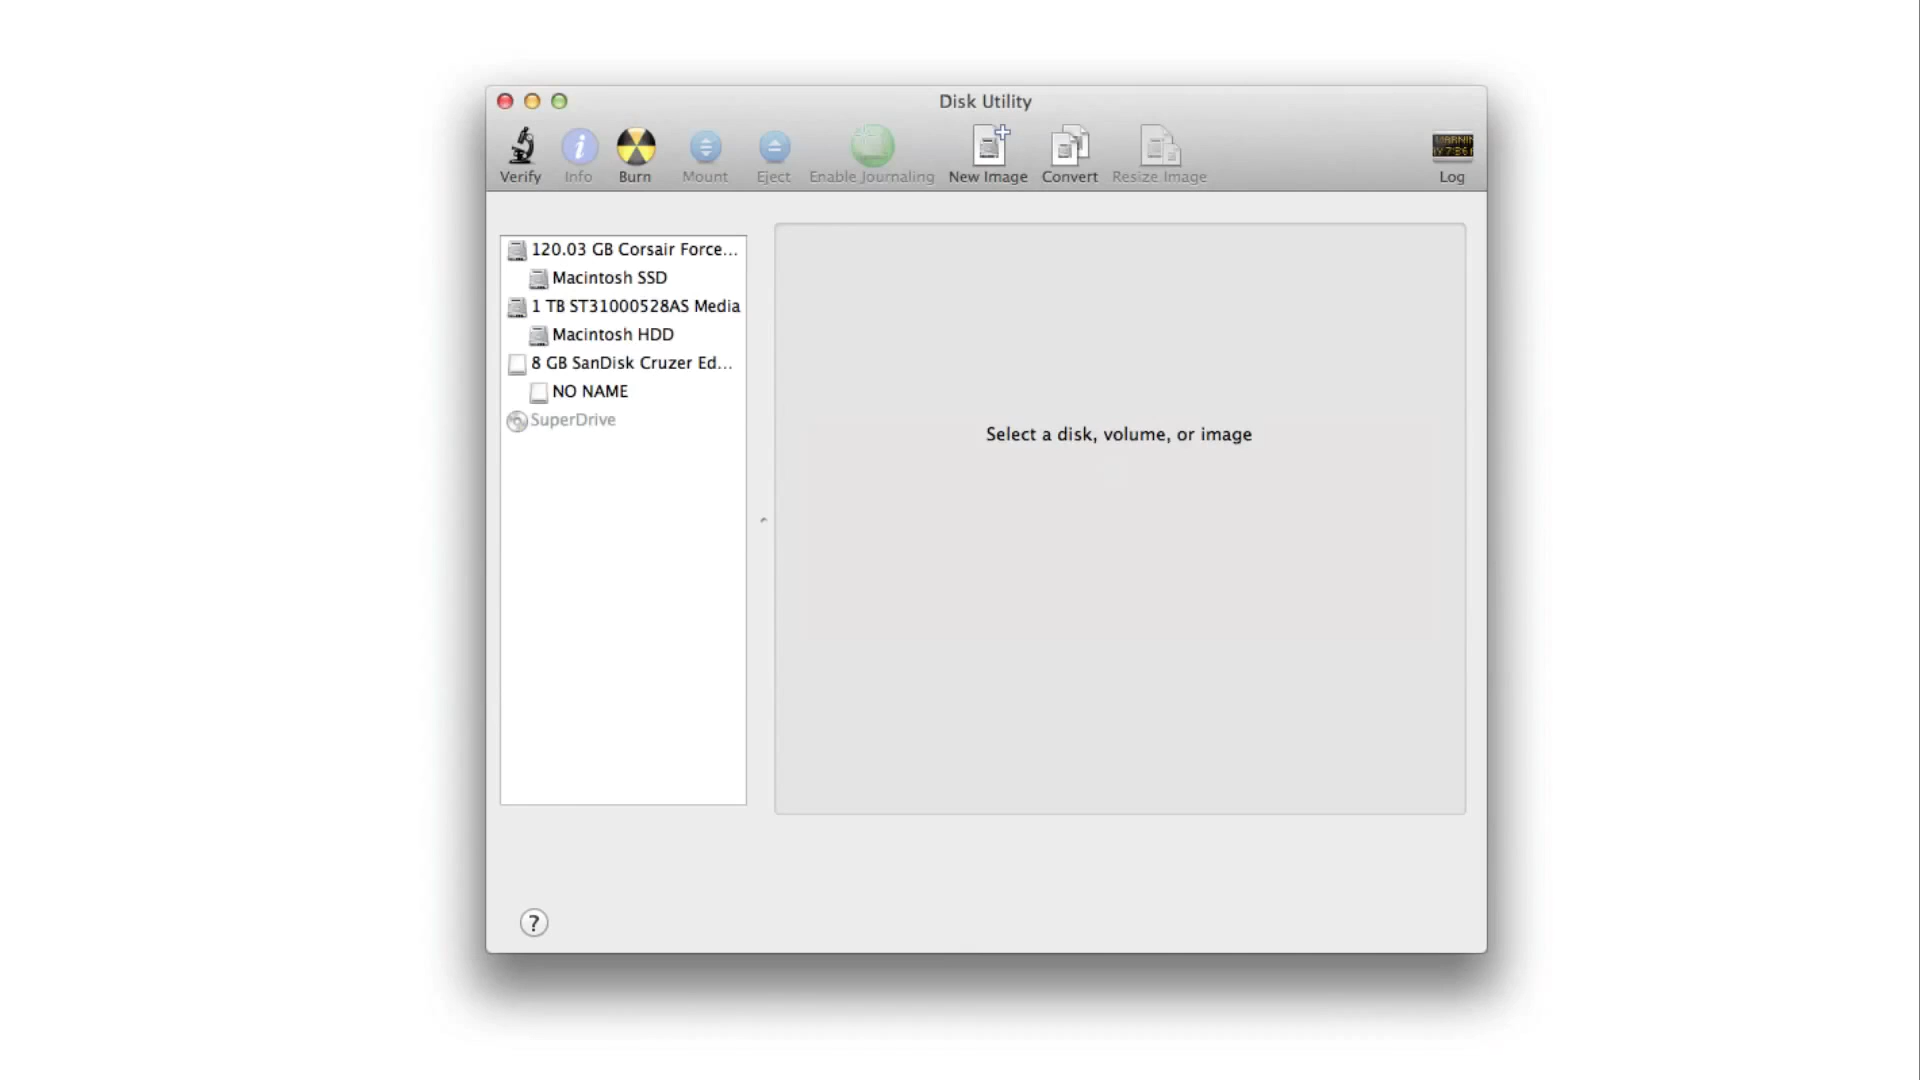 Disk Utility
Verify
Info
Burn
Mount
Eject
Enable Journaling
New Image
Convert
Resize Image
Log
120.03 GB Corsair Force...
Macintosh SSD
1 TB ST31000528AS Media
Macintosh HDD
8 GB SanDisk Cruzer Ed...
NO NAME
SuperDrive
Select a disk, volume, or image
?